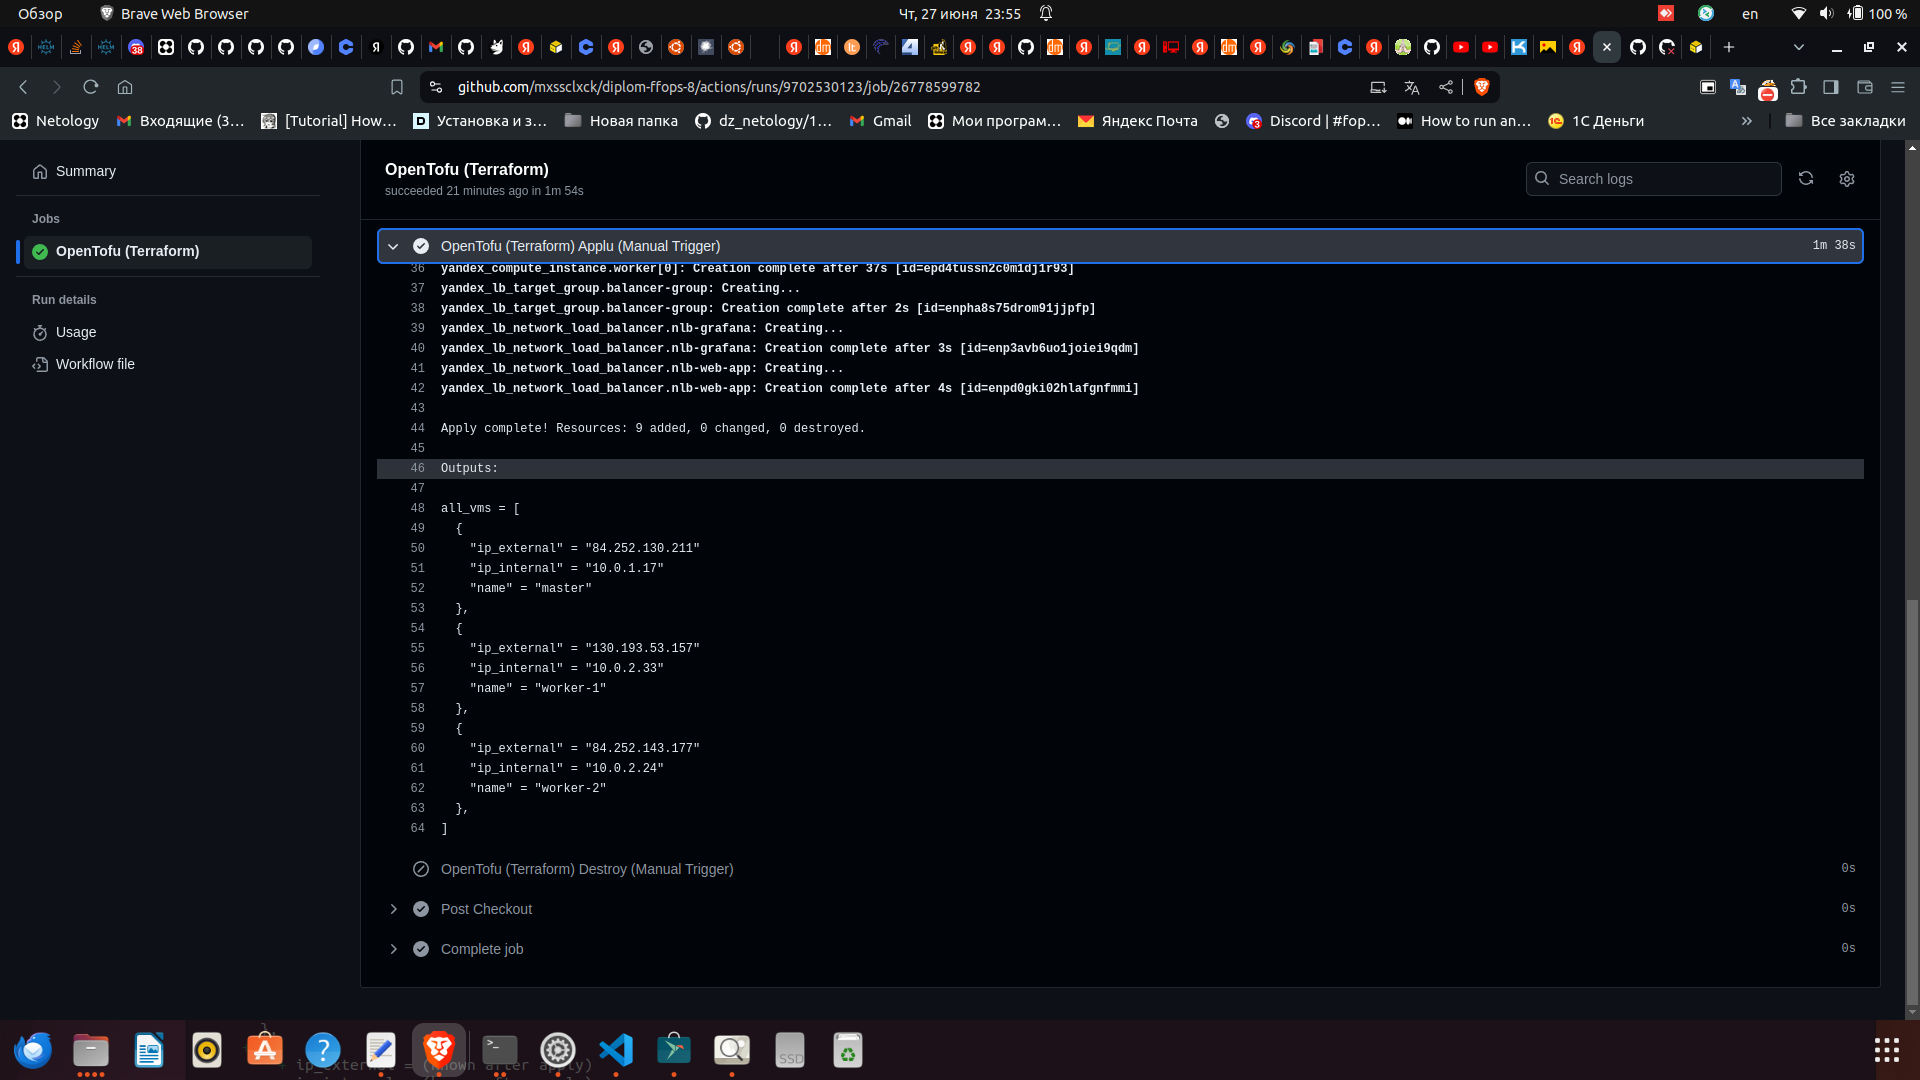 Обзор
Brave Web Browser
Чт, 27 июня 23:55
en
100 %
github.com/mxssclxck/diplom-ffops-8/actions/runs/9702530123/job/26778599782
Netology
Входящие (3…
[Tutorial] How…
Установка и з…
Новая папка
dz_netology/1…
Gmail
Мои програм…
Яндекс Почта
Discord | #fop…
How to run an…
1С Деньги
»
Все закладки
Summary
Jobs
OpenTofu (Terraform)
Run details
Usage
Workflow file
OpenTofu (Terraform)
succeeded 21 minutes ago in 1m 54s
Search logs
OpenTofu (Terraform) Applu (Manual Trigger)
1m 38s
36 yandex_compute_instance.worker[0]: Creation complete after 37s [id=epd4tussn2c0m1dj1r93]
37 yandex_lb_target_group.balancer-group: Creating...
38 yandex_lb_target_group.balancer-group: Creation complete after 2s [id=enpha8s75drom91jjpfp]
39 yandex_lb_network_load_balancer.nlb-grafana: Creating...
40 yandex_lb_network_load_balancer.nlb-grafana: Creation complete after 3s [id=enp3avb6uo1joiei9qdm]
41 yandex_lb_network_load_balancer.nlb-web-app: Creating...
42 yandex_lb_network_load_balancer.nlb-web-app: Creation complete after 4s [id=enpd0gki02hlafgnfmmi]
43
44 Apply complete! Resources: 9 added, 0 changed, 0 destroyed.
45
46 Outputs:
47
48 all_vms = [
49 {
50 "ip_external" = "84.252.130.211"
51 "ip_internal" = "10.0.1.17"
52 "name" = "master"
53 },
54 {
55 "ip_external" = "130.193.53.157"
56 "ip_internal" = "10.0.2.33"
57 "name" = "worker-1"
58 },
59 {
60 "ip_external" = "84.252.143.177"
61 "ip_internal" = "10.0.2.24"
62 "name" = "worker-2"
63 },
64 ]
OpenTofu (Terraform) Destroy (Manual Trigger)
0s
Post Checkout
0s
Complete job
0s
SSD
ip_external = (known after apply)